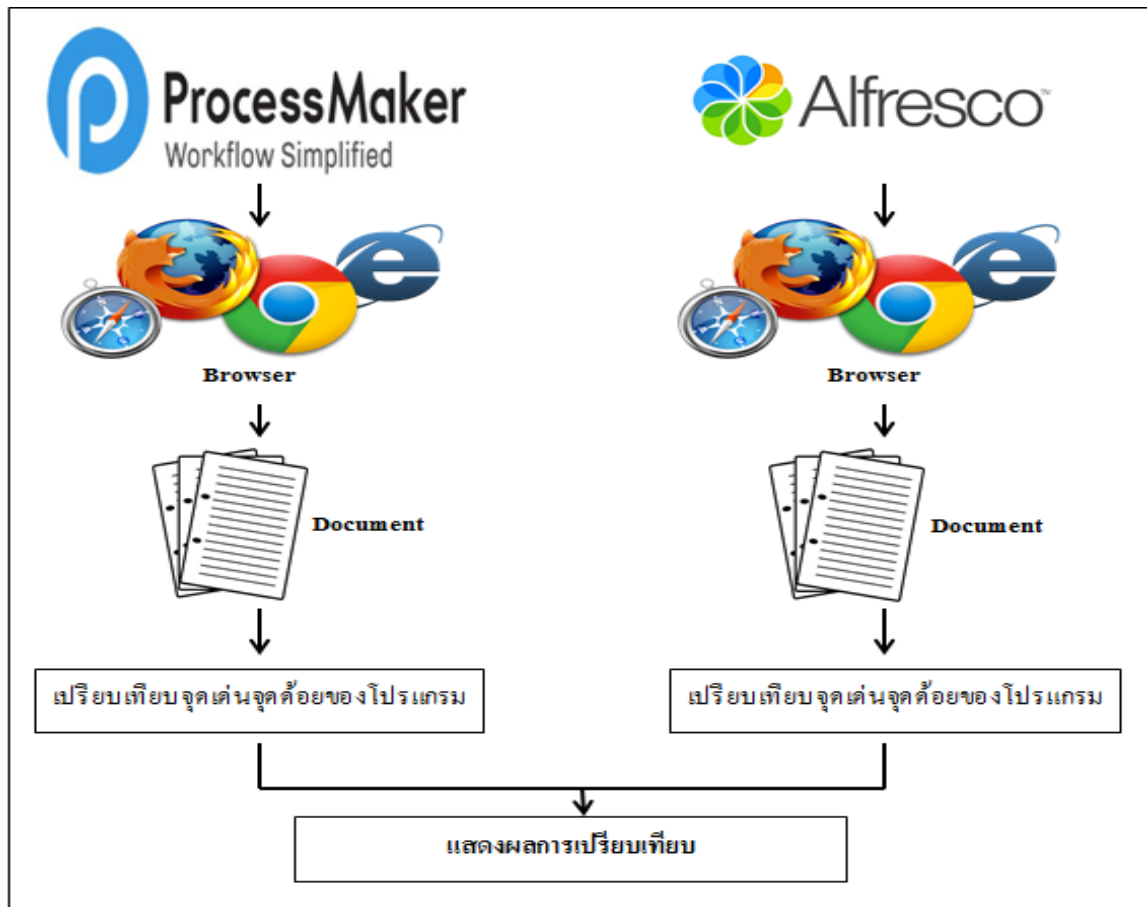 ProcessMaker
Workflow Simplified
Alfresco™
Browser
Browser
Document
Document
เปรียบเทียบจุดเด่นจุดด้อยของโปรแกรม
เปรียบเทียบจุดเด่นจุดด้อยของโปรแกรม
แสดงผลการเปรียบเทียบ